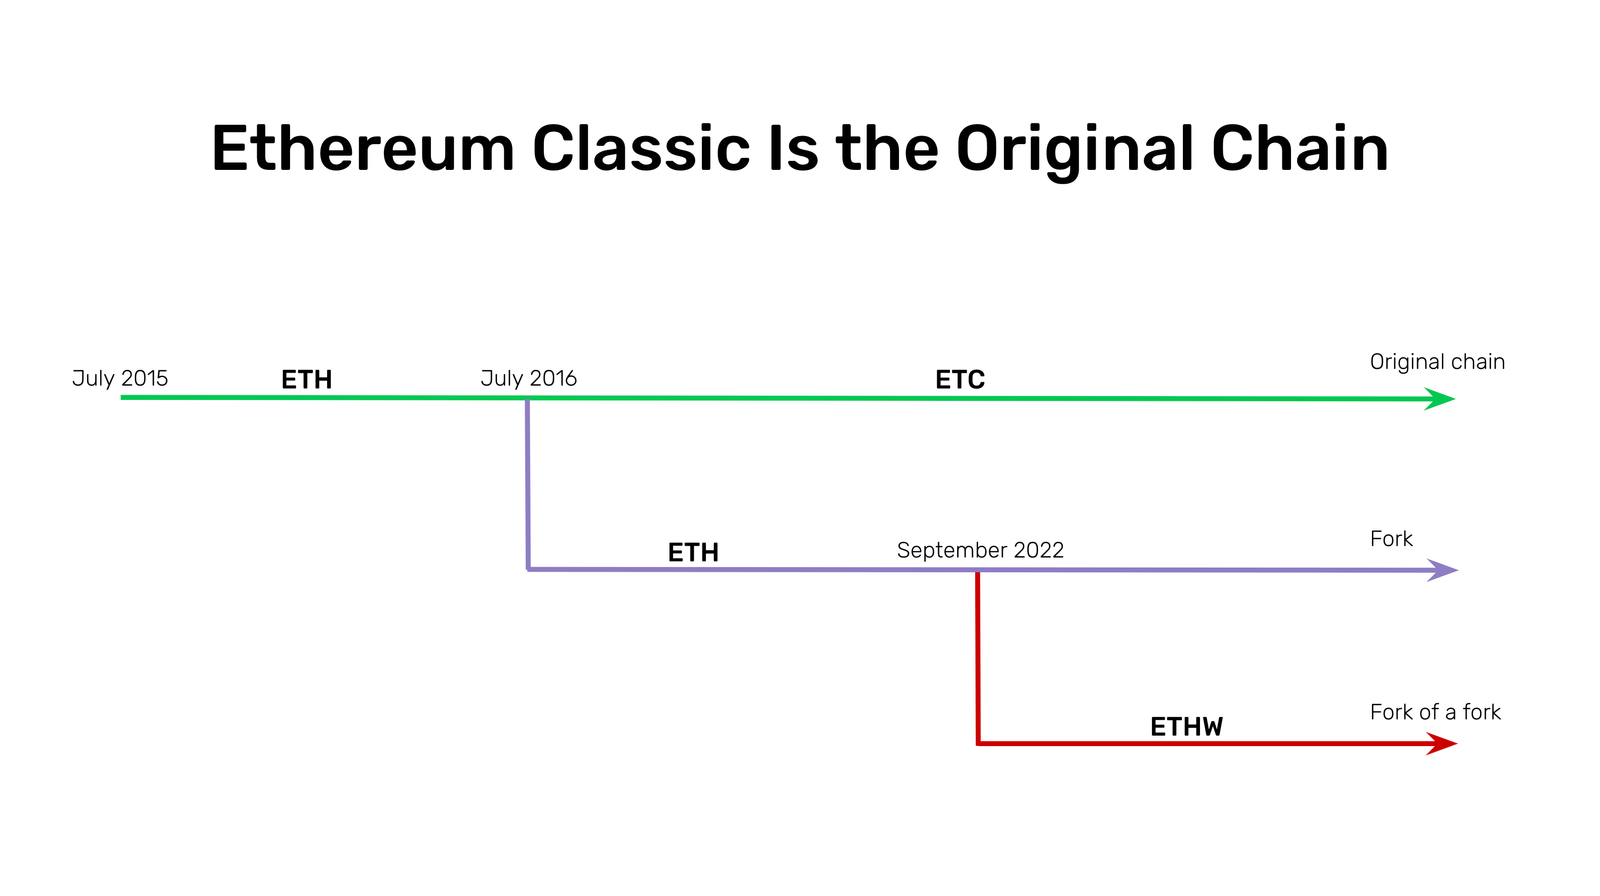 Ethereum Classic Is the Original Chain
Original chain
July 2015 ETH July 2016 ETC
Fork
ETH September 2022
Fork of a fork
ETHW